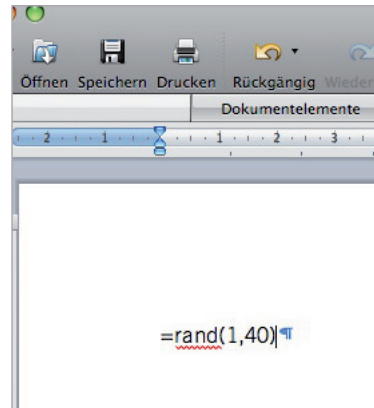 Öffnen Speichern Drucken Rückgängig Wieder
Dokumentelemente
2 1 1 2 3
=rand(1,40)¶